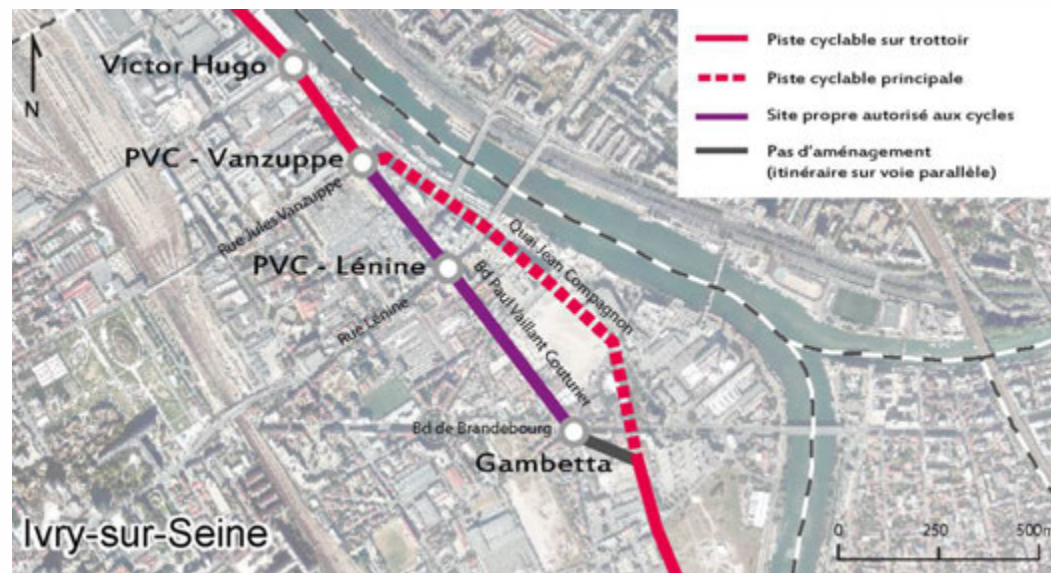 Victor Hugo
PVC - Vanzuppe
PVC - Lénine
Gambetta
Rue Jules Vanzuppe
Rue Lénine
Quai Jean Compagnon
Bd Paul Vaillant Couturier
Bd de Brandebourg
N
Piste cyclable sur trottoir
Piste cyclable principale
Site propre autorisé aux cycles
Pas d'aménagement
(itinéraire sur voie parallèle)
Ivry-sur-Seine
0 250 500m